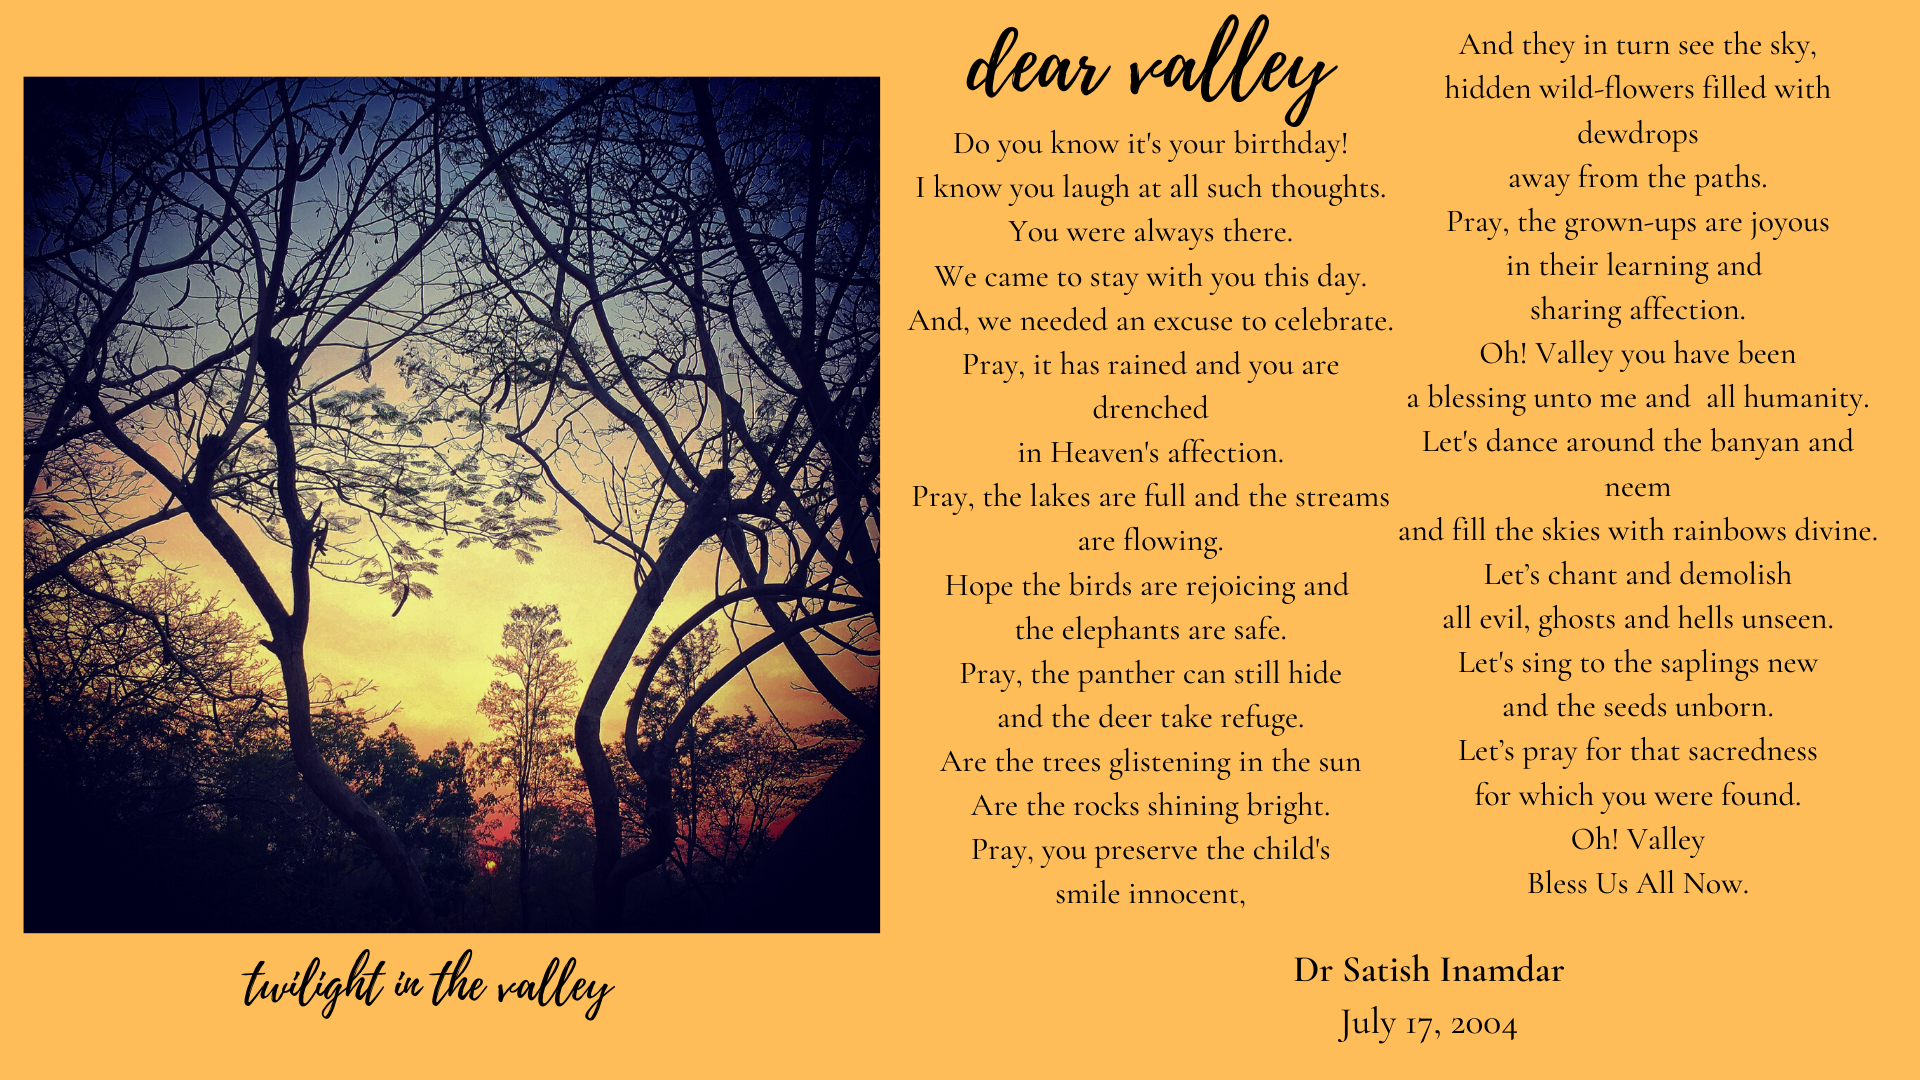 dear valley
Do you know it's your birthday!
I know you laugh at all such thoughts.
You were always there.
We came to stay with you this day.
And, we needed an excuse to celebrate.
Pray, it has rained and you are
drenched
in Heaven's affection.
Pray, the lakes are full and the streams
are flowing.
Hope the birds are rejoicing and
the elephants are safe.
Pray, the panther can still hide
and the deer take refuge.
Are the trees glistening in the sun
Are the rocks shining bright.
Pray, you preserve the child's
smile innocent,
And they in turn see the sky,
hidden wild-flowers filled with
dewdrops
away from the paths.
Pray, the grown-ups are joyous
in their learning and
sharing affection.
Oh! Valley you have been
a blessing unto me and  all humanity.
Let's dance around the banyan and
neem
and fill the skies with rainbows divine.
Let’s chant and demolish
all evil, ghosts and hells unseen.
Let's sing to the saplings new
and the seeds unborn.
Let’s pray for that sacredness
for which you were found.
Oh! Valley
Bless Us All Now.
Dr Satish Inamdar
July 17, 2004
twilight in the valley